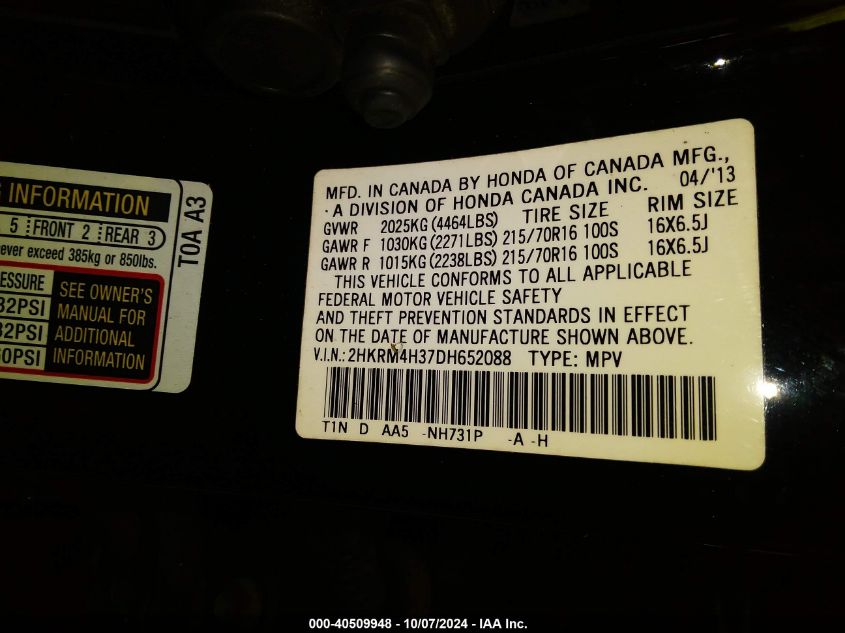 G INFORMATION
5 FRONT 2 REAR 3
ever exceed 385kg or 850lbs.
ESSURE
32PSI
32PSI
60PSI
SEE OWNER'S
MANUAL FOR
ADDITIONAL
INFORMATION
T0A A3
MFD. IN CANADA BY HONDA OF CANADA MFG.,
A DIVISION OF HONDA CANADA INC. 04/'13
GVWR 2025KG (4464LBS) TIRE SIZE RIM SIZE
GAWR F 1030KG (2271LBS) 215/70R16 100S 16X6.5J
GAWR R 1015KG (2238LBS) 215/70R16 100S 16X6.5J
THIS VEHICLE CONFORMS TO ALL APPLICABLE
FEDERAL MOTOR VEHICLE SAFETY
AND THEFT PREVENTION STANDARDS IN EFFECT
ON THE DATE OF MANUFACTURE SHOWN ABOVE.
V.I.N.: 2HKRM4H37DH652088 TYPE: MPV
T1N D AA5 -NH731P -A -H
000-40509948 - 10/07/2024 - IAA Inc.